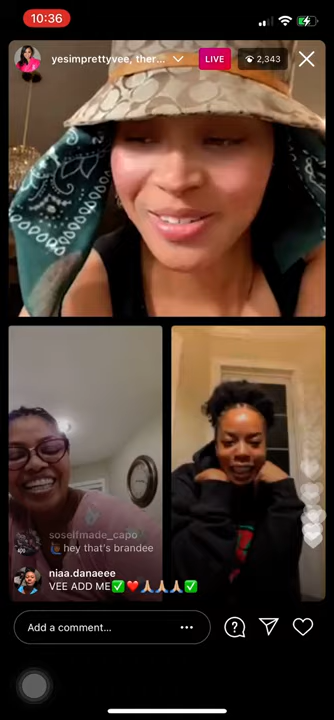 10:36
yesimprettyvee, ther...
LIVE
2,343
soselfmade_capo
hey that's brandee
niaa.danaeee
VEE ADD ME✅❤️🙏🏽🙏🏽🙏🏽✅
Add a comment...